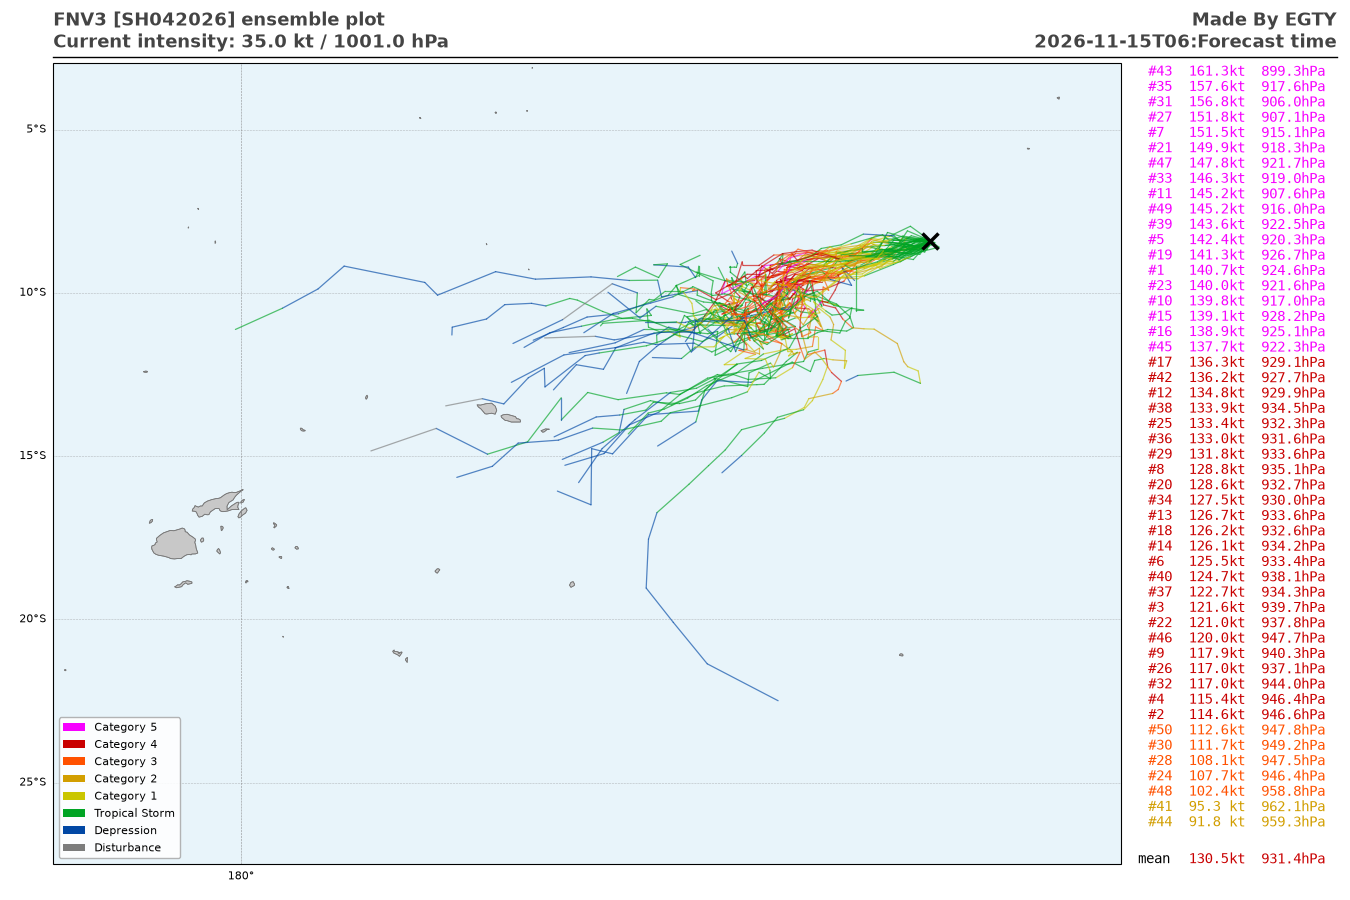 FNV3 [SH042026] ensemble plot
Made By EGTY
Current intensity: 35.0 kt / 1001.0 hPa
2026-11-15T06:Forecast time
#43 161.3kt 899.3hPa
#35 157.6kt 917.6hPa
#31 156.8kt 906.0hPa
#27 151.8kt 907.1hPa
#7 151.5kt 915.1hPa
#21 149.9kt 918.3hPa
#47 147.8kt 921.7hPa
#33 146.3kt 919.0hPa
#11 145.2kt 907.6hPa
#49 145.2kt 916.0hPa
#39 143.6kt 922.5hPa
#5 142.4kt 920.3hPa
#19 141.3kt 926.7hPa
#1 140.7kt 924.6hPa
#23 140.0kt 921.6hPa
#10 139.8kt 917.0hPa
#15 139.1kt 928.2hPa
#16 138.9kt 925.1hPa
#45 137.7kt 922.3hPa
#17 136.3kt 929.1hPa
#42 136.2kt 927.7hPa
#12 134.8kt 929.9hPa
#38 133.9kt 934.5hPa
#25 133.4kt 932.3hPa
#36 133.0kt 931.6hPa
#29 131.8kt 933.6hPa
#8 128.8kt 935.1hPa
#20 128.6kt 932.7hPa
#34 127.5kt 930.0hPa
#13 126.7kt 933.6hPa
#18 126.2kt 932.6hPa
#14 126.1kt 934.2hPa
#6 125.5kt 933.4hPa
#40 124.7kt 938.1hPa
#37 122.7kt 934.3hPa
#3 121.6kt 939.7hPa
#22 121.0kt 937.8hPa
#46 120.0kt 947.7hPa
#9 117.9kt 940.3hPa
#26 117.0kt 937.1hPa
#32 117.0kt 944.0hPa
#4 115.4kt 946.4hPa
#2 114.6kt 946.6hPa
#50 112.6kt 947.8hPa
#30 111.7kt 949.2hPa
#28 108.1kt 947.5hPa
#24 107.7kt 946.4hPa
#48 102.4kt 958.8hPa
#41 95.3 kt 962.1hPa
#44 91.8 kt 959.3hPa
mean 130.5kt 931.4hPa
5°S
10°S
15°S
20°S
25°S
180°
Category 5
Category 4
Category 3
Category 2
Category 1
Tropical Storm
Depression
Disturbance